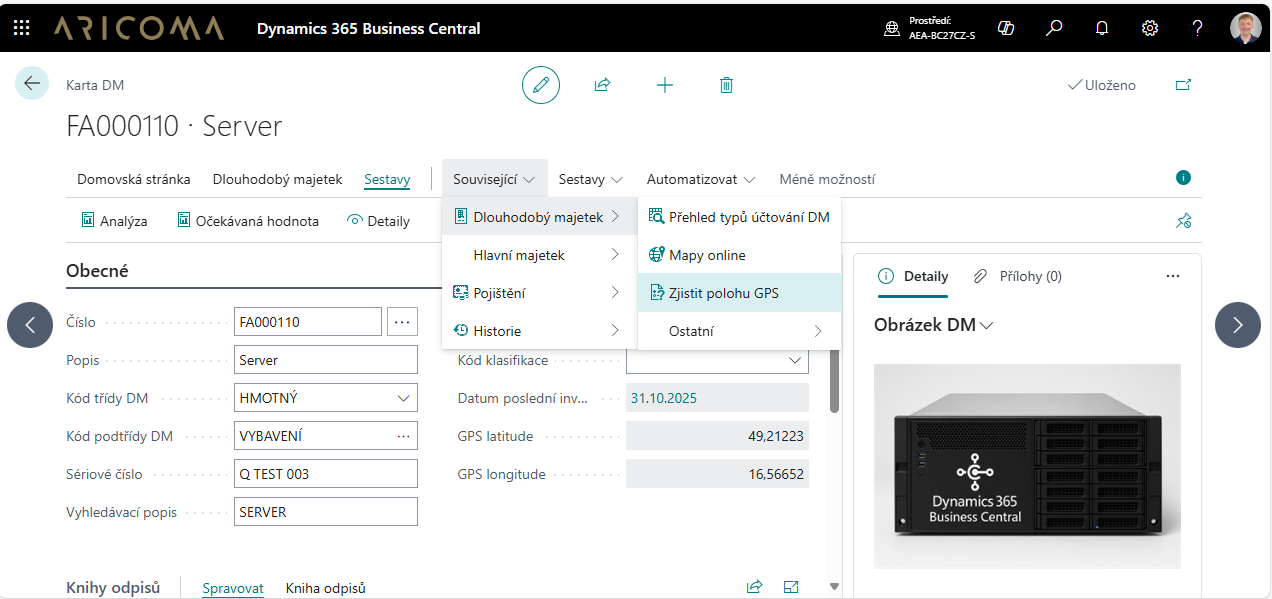 ARICOMA
Dynamics 365 Business Central
Prostředí:
AEA-BC27CZ-S
?
Karta DM
Uloženo
FA000110 · Server
Domovská stránka Dlouhodobý majetek Sestavy Související Sestavy Automatizovat Méně možností
Analýza Očekávaná hodnota Detaily
Dlouhodobý majetek
Hlavní majetek
Pojištění
Historie
Přehled typů účtování DM
Mapy online
Zjistit polohu GPS
Ostatní
Obecné
Číslo FA000110
Popis Server
Kód třídy DM HMOTNÝ
Kód podtřídy DM VYBAVENÍ
Sériové číslo Q TEST 003
Vyhledávací popis SERVER
Kód klasifikace
Datum poslední inv... 31.10.2025
GPS latitude 49,21223
GPS longitude 16,56652
Knihy odpisů Spravovat Kniha odpisů
Detaily Přílohy (0)
Obrázek DM
Dynamics 365
Business Central